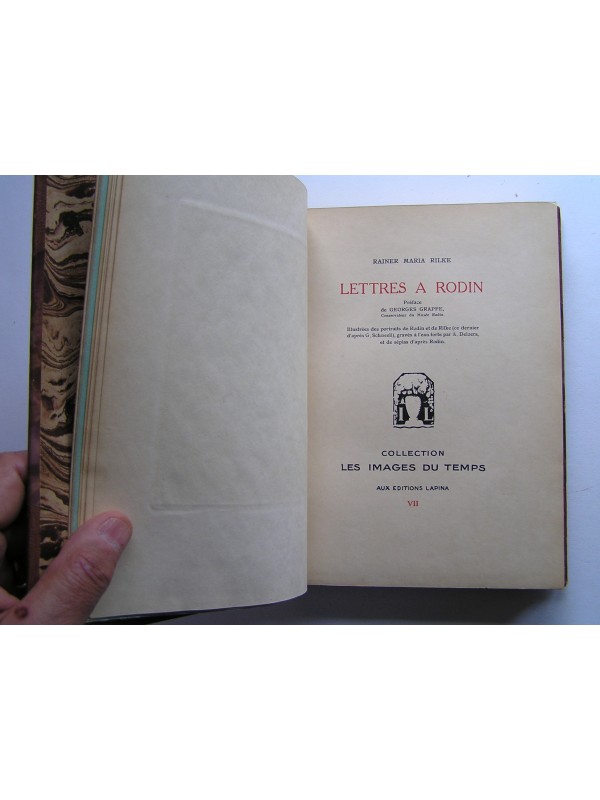 RAINER MARIA RILKE
LETTRES A RODIN
Préface
de GEORGES GRAPPE,
Conservateur du Musée Rodin
Illustrées des portraits de Rodin et de Rilke (ce dernier
d'après G. Schnoell), gravés à l'eau-forte par A. Delzers,
et de sépias d'après Rodin.
I L
COLLECTION
LES IMAGES DU TEMPS
AUX EDITIONS LAPINA
VII